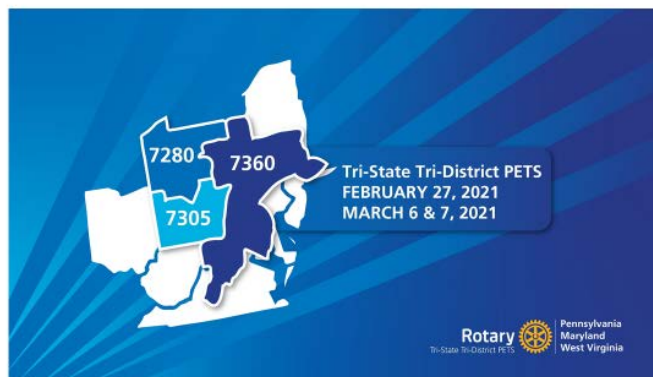 7280
7360
7305
Tri-State Tri-District PETS
FEBRUARY 27, 2021
MARCH 6 & 7, 2021
Rotary
Tri-State Tri-District PETS
Pennsylvania
Maryland
West Virginia